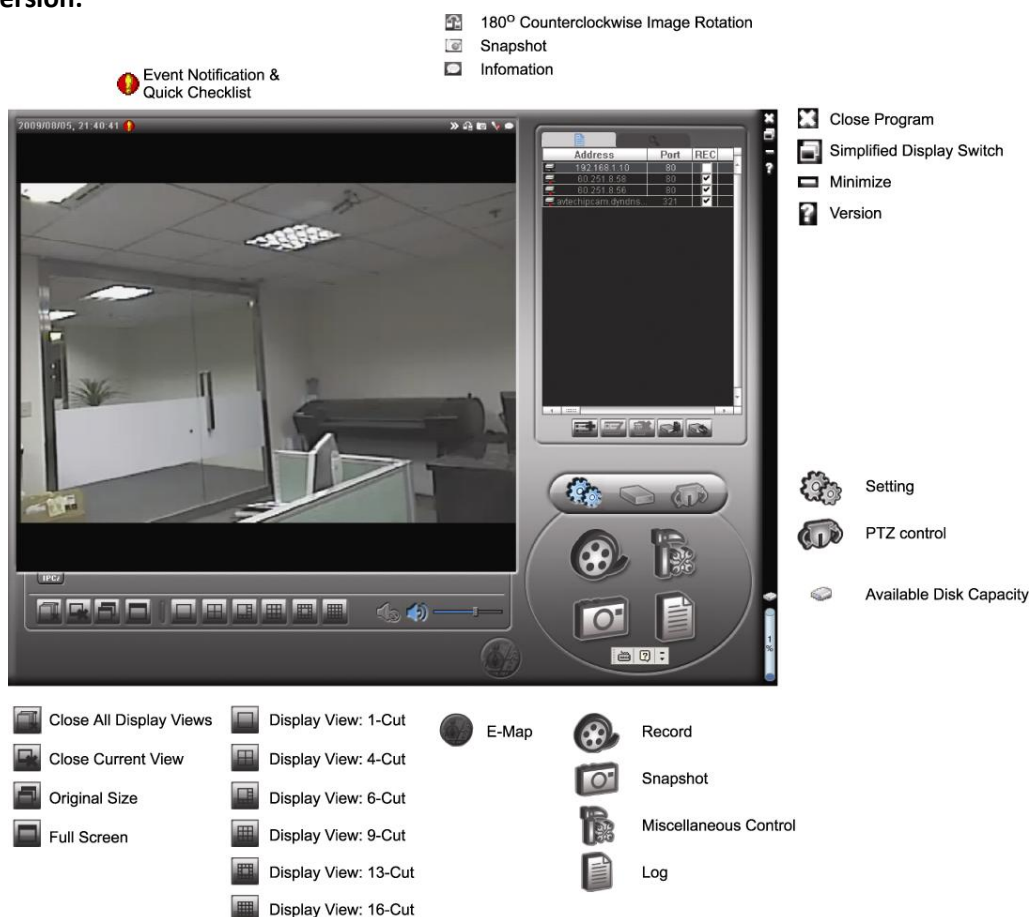 ersion:
180° Counterclockwise Image Rotation
Snapshot
Infomation
Event Notification &
Quick Checklist
2009/00/05, 21:40:41
Address Port REC
192.168.1.10 80
60.251.8.58 80
60.251.8.56 80
avtechipcam.dyndns... 321
Close Program
Simplified Display Switch
Minimize
Version
Setting
PTZ control
Available Disk Capacity
1
%
Close All Display Views
Close Current View
Original Size
Full Screen
Display View: 1-Cut
Display View: 4-Cut
Display View: 6-Cut
Display View: 9-Cut
Display View: 13-Cut
Display View: 16-Cut
E-Map
Record
Snapshot
Miscellaneous Control
Log